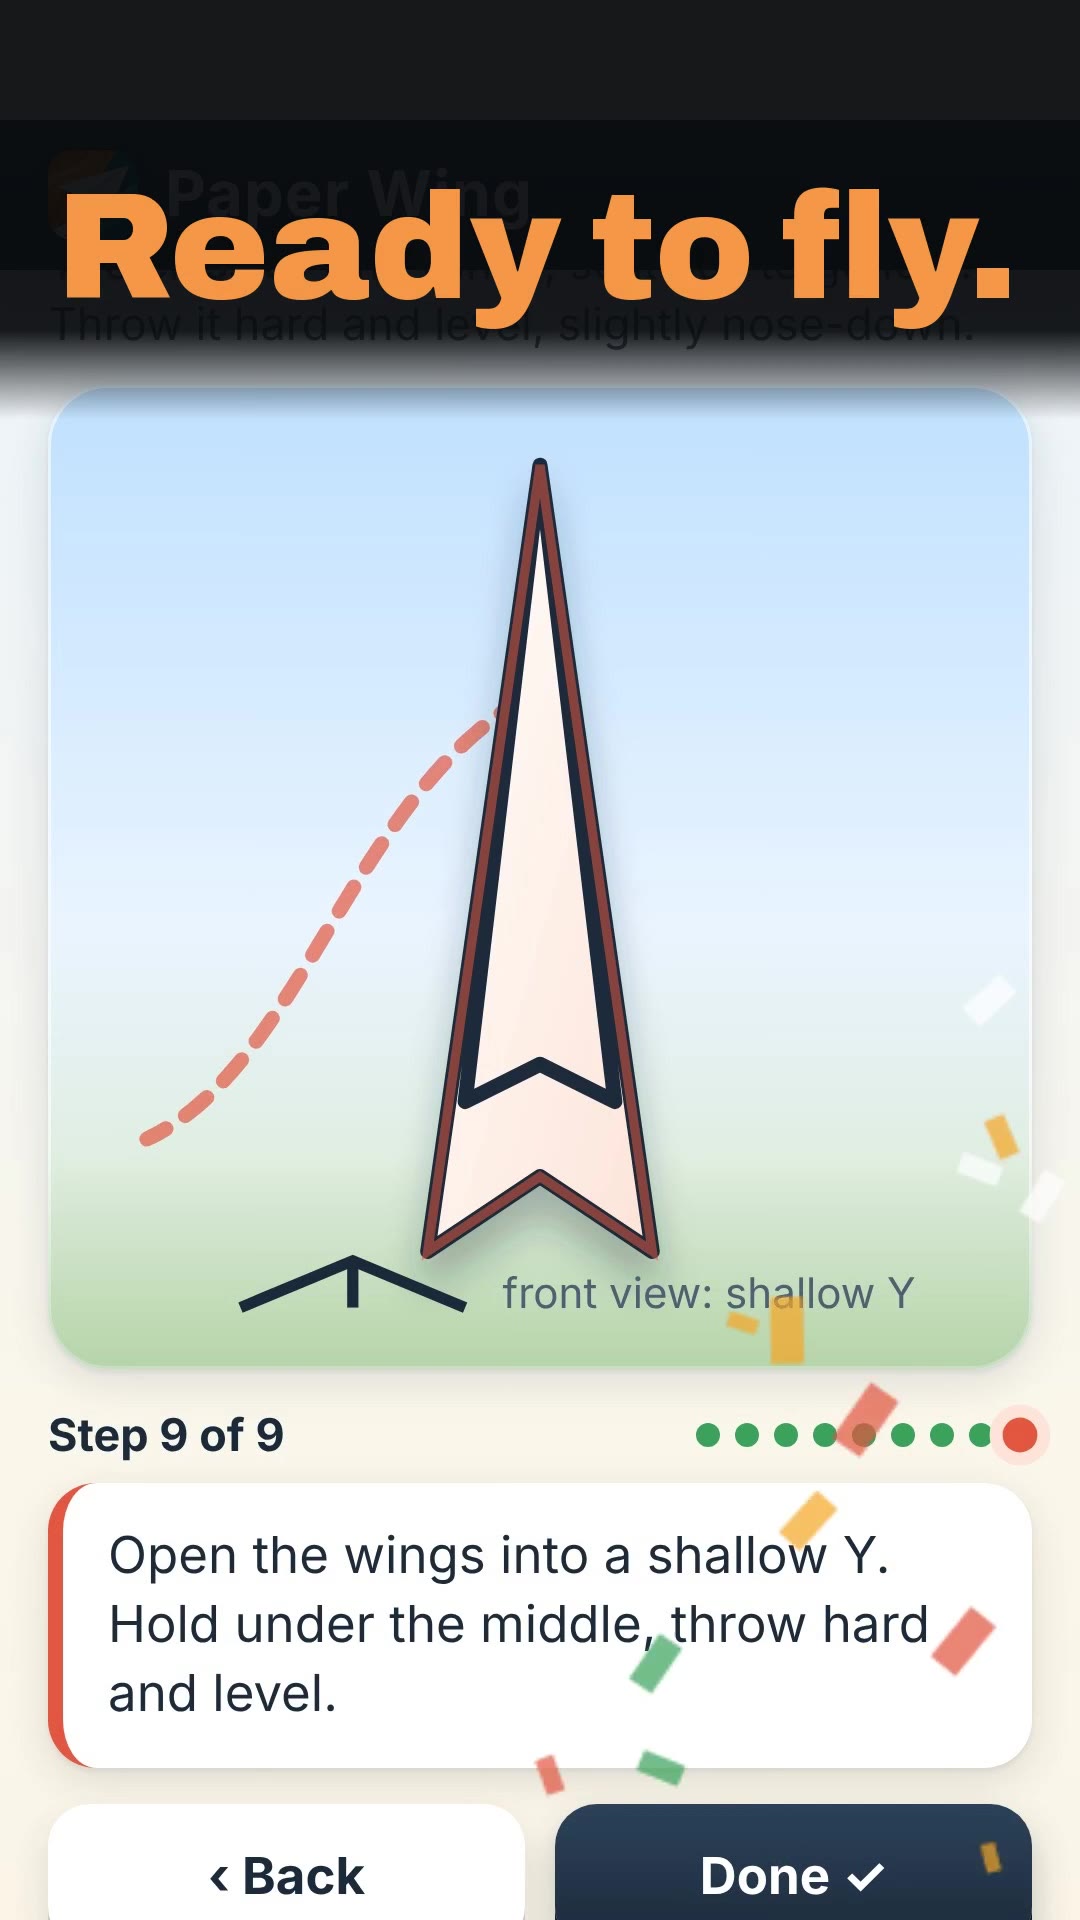 Paper Wing
Ready to fly.
Throw it hard and level, slightly nose-down.
front view: shallow Y
Step 9 of 9
Open the wings into a shallow Y.
Hold under the middle, throw hard
and level.
‹ Back
Done ✓